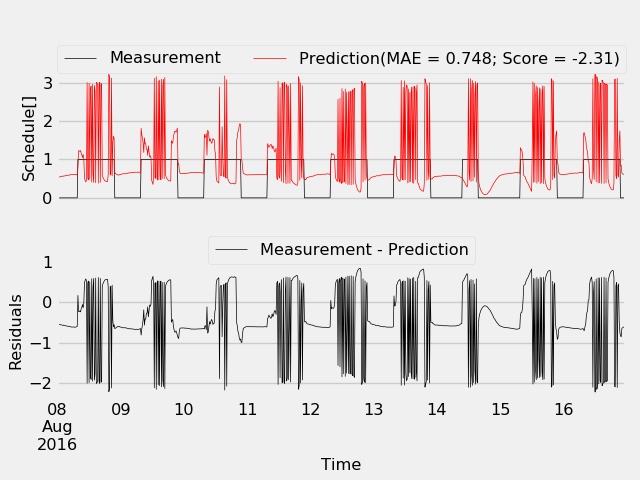 Measurement
Prediction(MAE = 0.748; Score = -2.31)
Schedule[]
3
2
1
0
Measurement - Prediction
Residuals
1
0
−1
−2
08 09 10 11 12 13 14 15 16
Aug
2016
Time